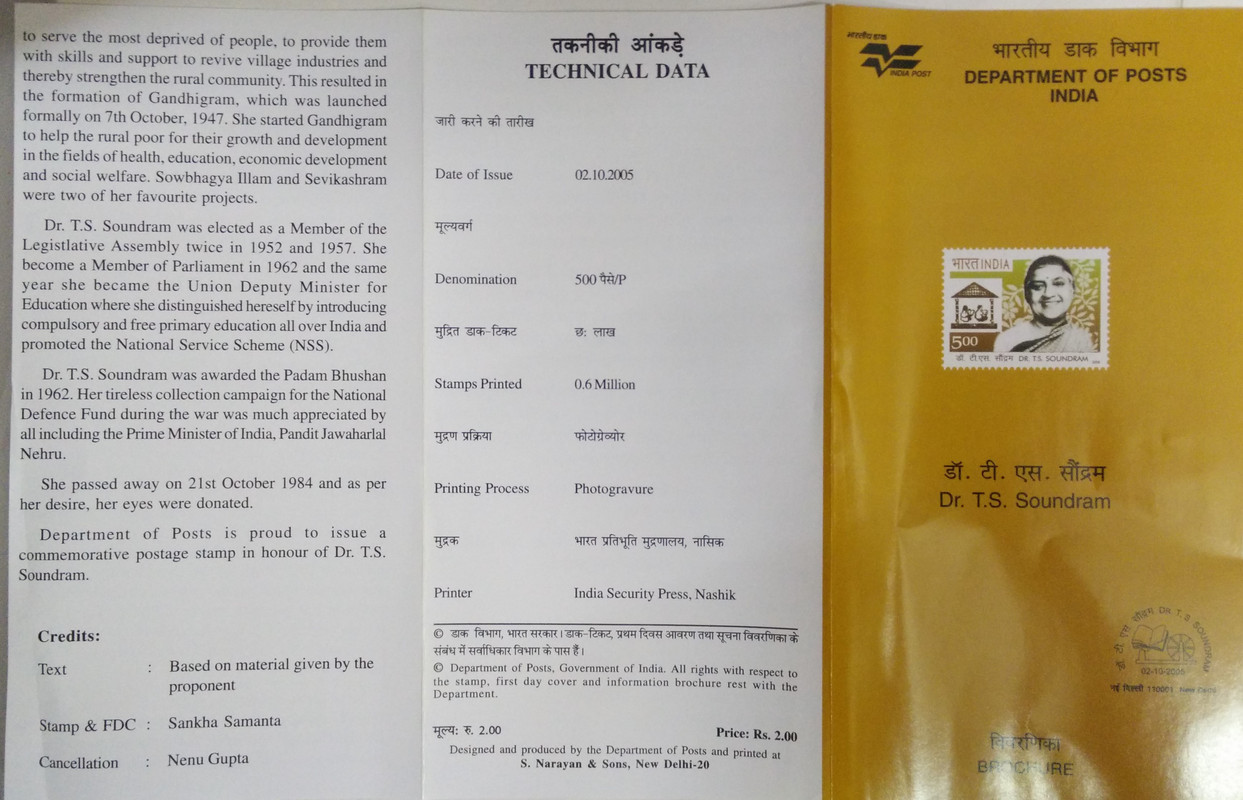 to serve the most deprived of people, to provide them
with skills and support to revive village industries and
thereby strengthen the rural community. This resulted in
the formation of Gandhigram, which was launched
formally on 7th October, 1947. She started Gandhigram
to help the rural poor for their growth and development
in the fields of health, education, economic development
and social welfare. Sowbhagya Illam and Sevikashram
were two of her favourite projects.
Dr. T.S. Soundram was elected as a Member of the
Legistlative Assembly twice in 1952 and 1957. She
become a Member of Parliament in 1962 and the same
year she became the Union Deputy Minister for
Education where she distinguished hereself by introducing
compulsory and free primary education all over India and
promoted the National Service Scheme (NSS).
Dr. T.S. Soundram was awarded the Padam Bhushan
in 1962. Her tireless collection campaign for the National
Defence Fund during the war was much appreciated by
all including the Prime Minister of India, Pandit Jawaharlal
Nehru.
She passed away on 21st October 1984 and as per
her desire, her eyes were donated.
Department of Posts is proud to issue a
commemorative postage stamp in honour of Dr. T.S.
Soundram.
Credits:
Text : Based on material given by the
proponent
Stamp & FDC : Sankha Samanta
Cancellation : Nenu Gupta
तकनीकी आंकड़े
TECHNICAL DATA
जारी करने की तारीख
Date of Issue 02.10.2005
मूल्यवर्ग
Denomination 500 पैसे/P
मुद्रित डाक-टिकट छ: लाख
Stamps Printed 0.6 Million
मुद्रण प्रक्रिया फोटोग्रेव्योर
Printing Process Photogravure
मुद्रक भारत प्रतिभूति मुद्रणालय, नासिक
Printer India Security Press, Nashik
© डाक विभाग, भारत सरकार। डाक-टिकट, प्रथम दिवस आवरण तथा सूचना विवरणिका के
संबंध में सर्वाधिकार विभाग के पास हैं।
© Department of Posts, Government of India. All rights with respect to
the stamp, first day cover and information brochure rest with the
Department.
मूल्य: रु. 2.00 Price: Rs. 2.00
Designed and produced by the Department of Posts and printed at
S. Narayan & Sons, New Delhi-20
भारतीय डाक
INDIA POST
भारतीय डाक विभाग
DEPARTMENT OF POSTS
INDIA
भारत INDIA
500
डॉ. टी.एस. सौंद्रम DR. T.S. SOUNDRAM
डॉ. टी. एस. सौंद्रम
Dr. T.S. Soundram
डॉ. टी. एस. सौंद्रम, DR. T. S. SOUNDRAM
02-10-2005
नई दिल्ली 110001, New Delhi
विवरणिका
BROCHURE